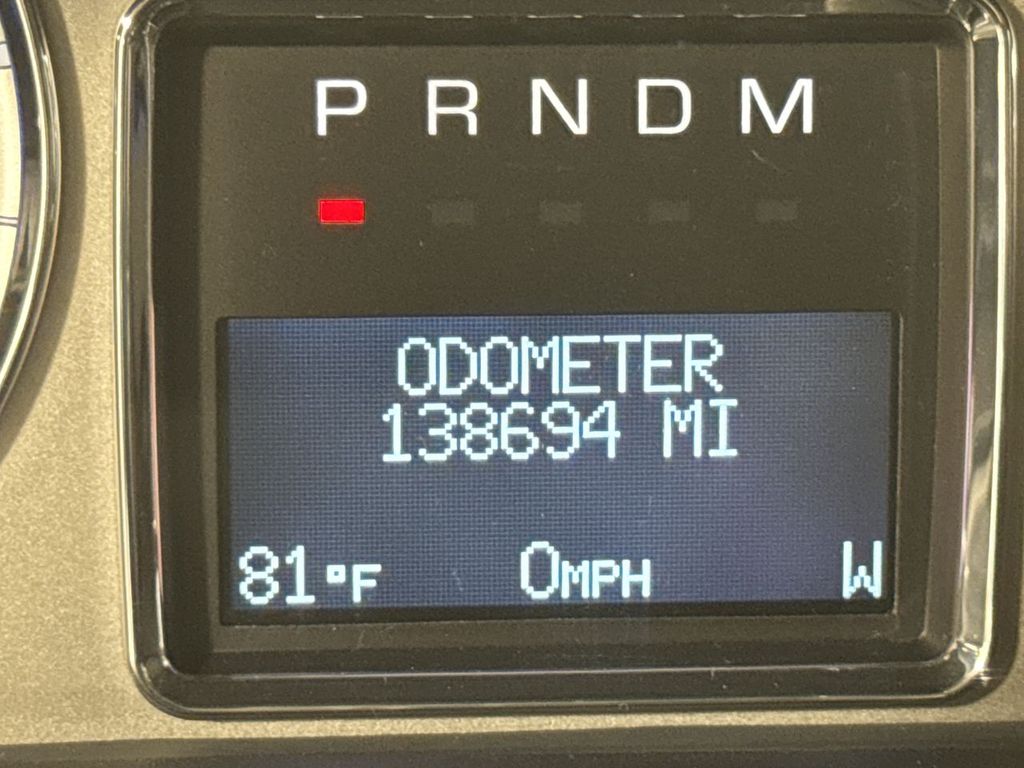 P R N D M
ODOMETER
138694 MI
81°F 0MPH W